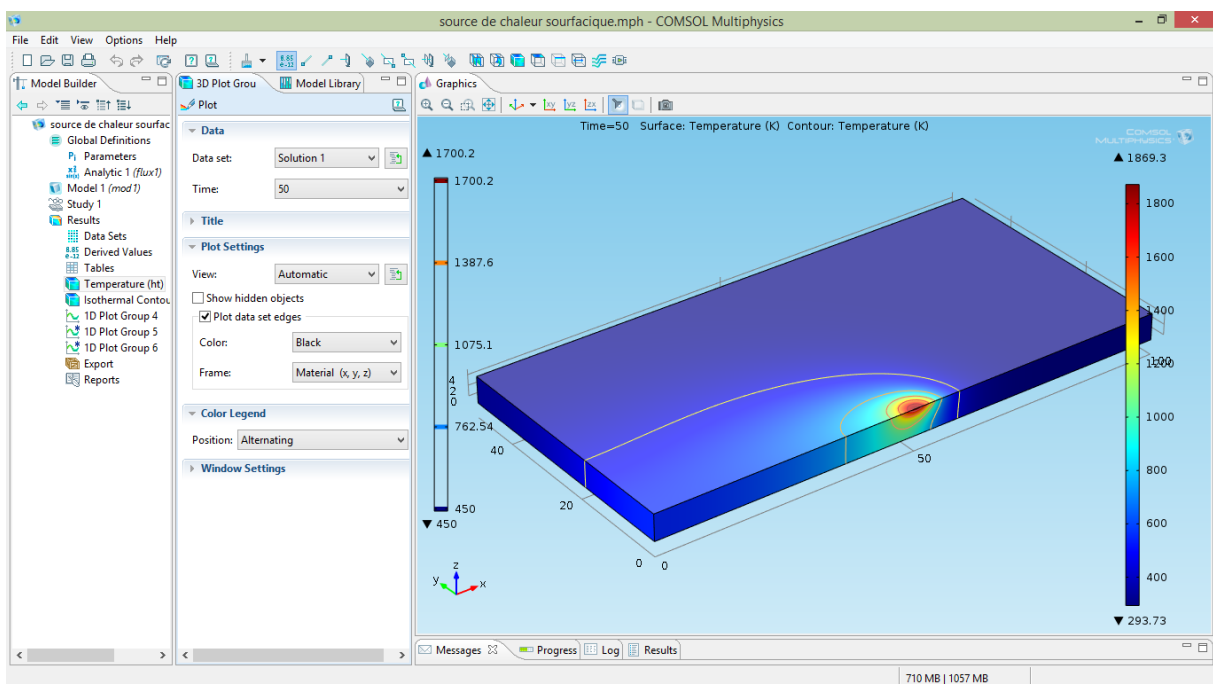 source de chaleur sourfacique.mph - COMSOL Multiphysics
File Edit View Options Help
Model Builder
source de chaleur sourfac
Global Definitions
Parameters
Analytic 1 (flux1)
Model 1 (mod1)
Study 1
Results
Data Sets
Derived Values
Tables
Temperature (ht)
Isothermal Contou
1D Plot Group 4
1D Plot Group 5
1D Plot Group 6
Export
Reports
3D Plot Grou Model Library
Plot
Data
Data set: Solution 1
Time: 50
Title
Plot Settings
View: Automatic
Show hidden objects
Plot data set edges
Color: Black
Frame: Material (x, y, z)
Color Legend
Position: Alternating
Window Settings
Graphics
xy yz zx
Time=50 Surface: Temperature (K) Contour: Temperature (K)
COMSOL
MULTIPHYSICS
▲ 1700.2
1700.2
1387.6
1075.1
762.54
450
▼ 450
▲ 1869.3
1800
1600
1400
1200
1000
800
600
400
▼ 293.73
4
2
0
40
20
0
0
50
100
z
y
x
Messages Progress Log Results
710 MB | 1057 MB